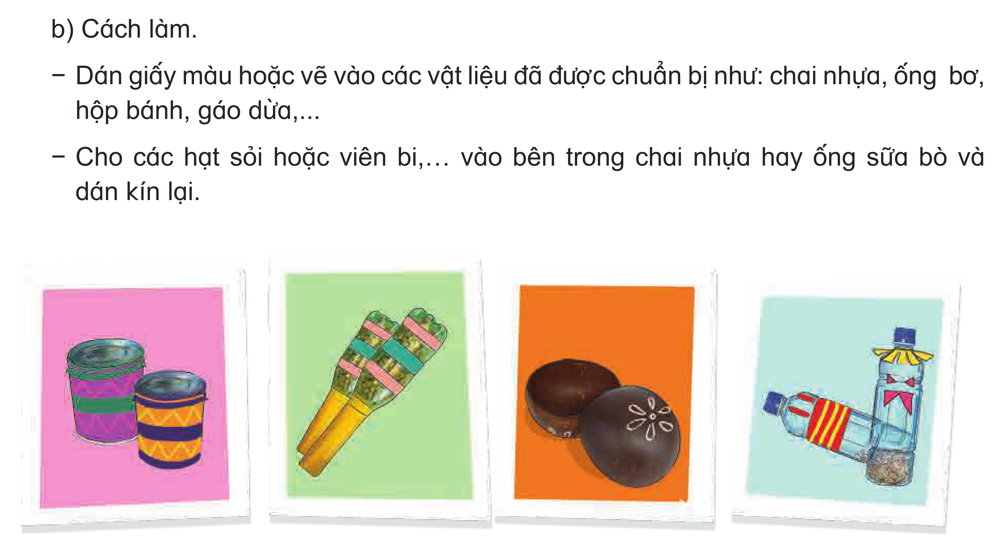 b) Cách làm.
– Dán giấy màu hoặc vẽ vào các vật liệu đã được chuẩn bị như: chai nhựa, ống bơ,
hộp bánh, gáo dừa,...
– Cho các hạt sỏi hoặc viên bi,... vào bên trong chai nhựa hay ống sữa bò và
dán kín lại.